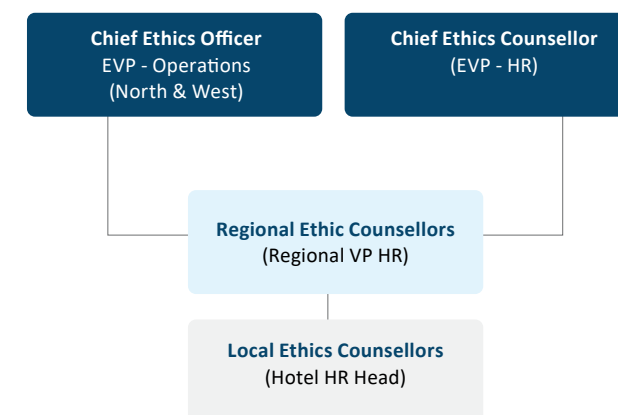 Chief Ethics Officer
EVP - Operations
(North & West)
Chief Ethics Counsellor
(EVP - HR)
Regional Ethic Counsellors
(Regional VP HR)
Local Ethics Counsellors
(Hotel HR Head)